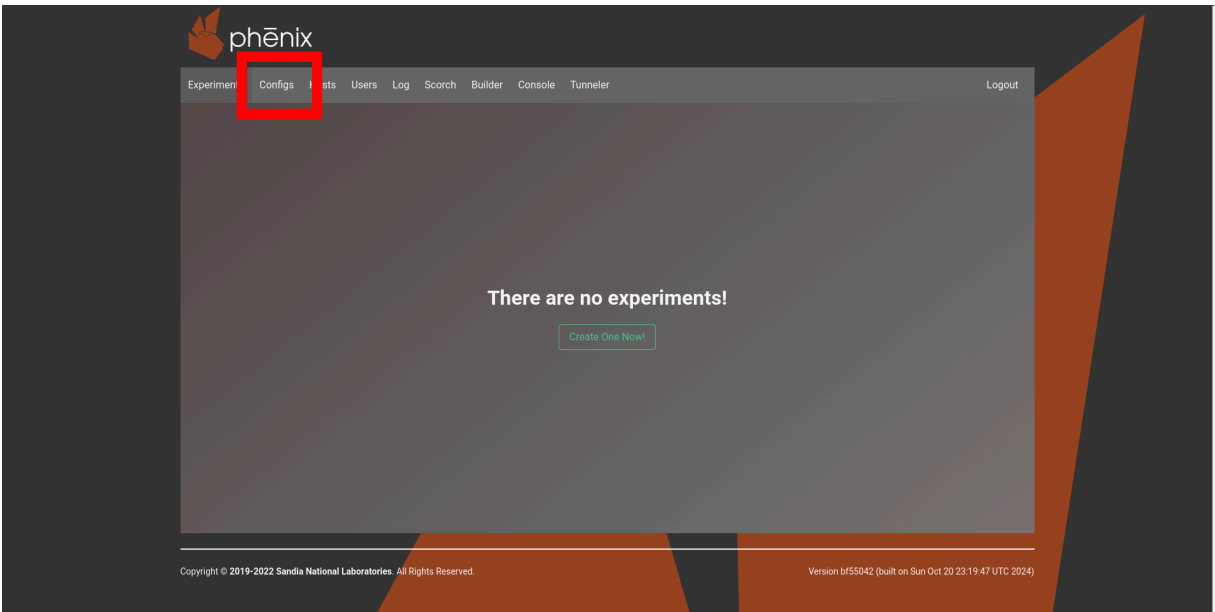 phēnix
Experiment Configs sts Users Log Scorch Builder Console Tunneler Logout
There are no experiments!
Create One Now!
Copyright © 2019-2022 Sandia National Laboratories. All Rights Reserved.
Version bf55042 (built on Sun Oct 20 23:19:47 UTC 2024)